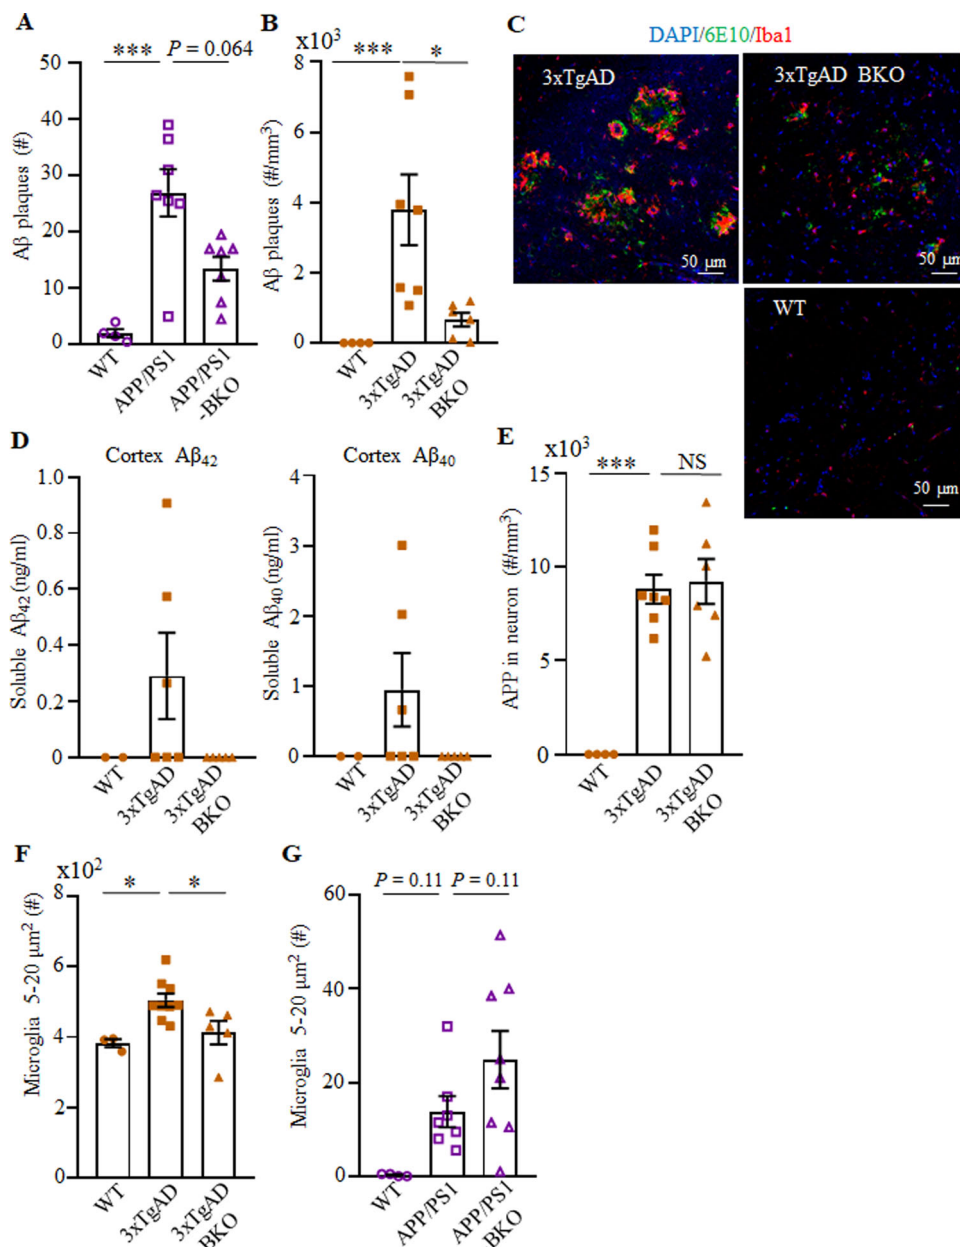 A
***
P = 0.064
Aβ plaques (#)
50
40
30
20
10
0
WT
APP/PS1
APP/PS1
-BKO
B
x10³
***
*
Aβ plaques (#/mm³)
8
6
4
2
0
WT
3xTgAD
3xTgAD
BKO
C
DAPI/6E10/Iba1
3xTgAD
50 μm
3xTgAD BKO
50 μm
WT
50 μm
D
Cortex Aβ₄₂
Soluble Aβ₄₂ (ng/ml)
1.0
0.8
0.6
0.4
0.2
0
WT
3xTgAD
3xTgAD
BKO
Cortex Aβ₄₀
Soluble Aβ₄₀ (ng/ml)
4
3
2
1
0
WT
3xTgAD
3xTgAD
BKO
E
x10³
***
NS
APP in neuron (#/mm³)
15
10
5
0
WT
3xTgAD
3xTgAD
BKO
F
x10²
*
*
Microglia 5-20 μm² (#)
8
6
4
2
0
WT
3xTgAD
3xTgAD
BKO
G
P = 0.11
P = 0.11
Microglia 5-20 μm² (#)
60
40
20
0
WT
APP/PS1
APP/PS1
BKO